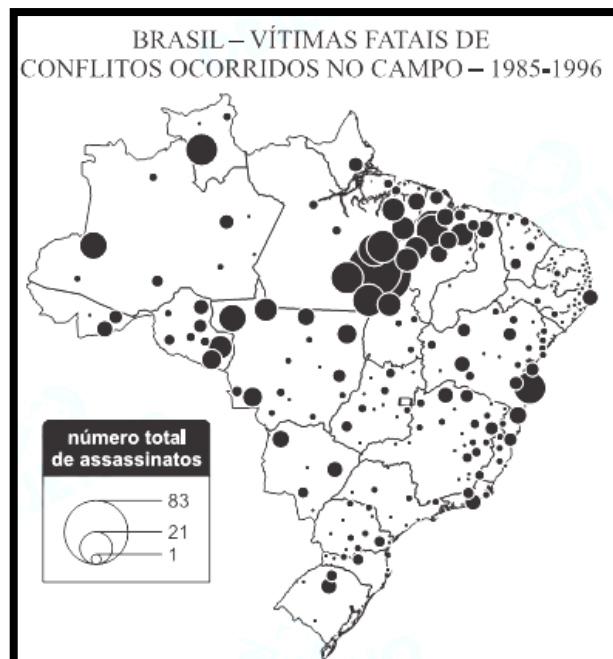 BRASIL – VÍTIMAS FATAIS DE
CONFLITOS OCORRIDOS NO CAMPO – 1985-1996
número total
de assassinatos
83
21
1